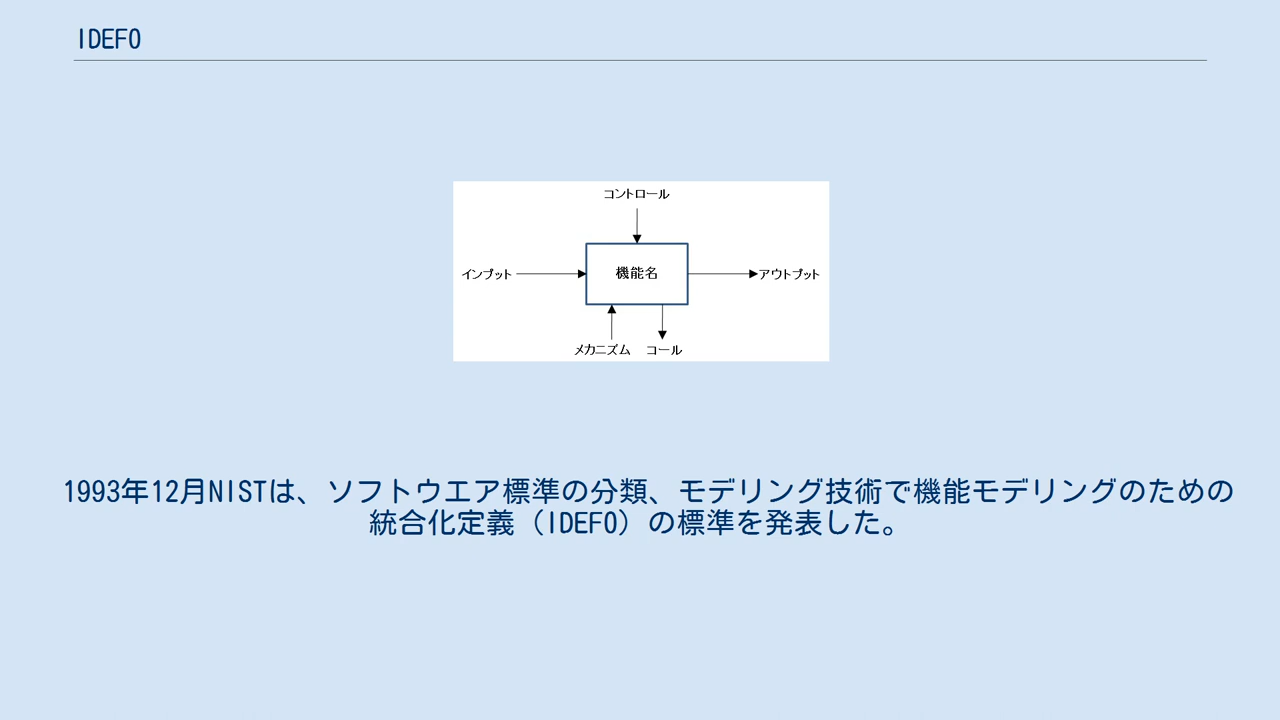 IDEF0
コントロール
インプット
機能名
アウトプット
メカニズム
コール
1993年12月NISTは、ソフトウエア標準の分類、モデリング技術で機能モデリングのための
統合化定義（IDEF0）の標準を発表した。